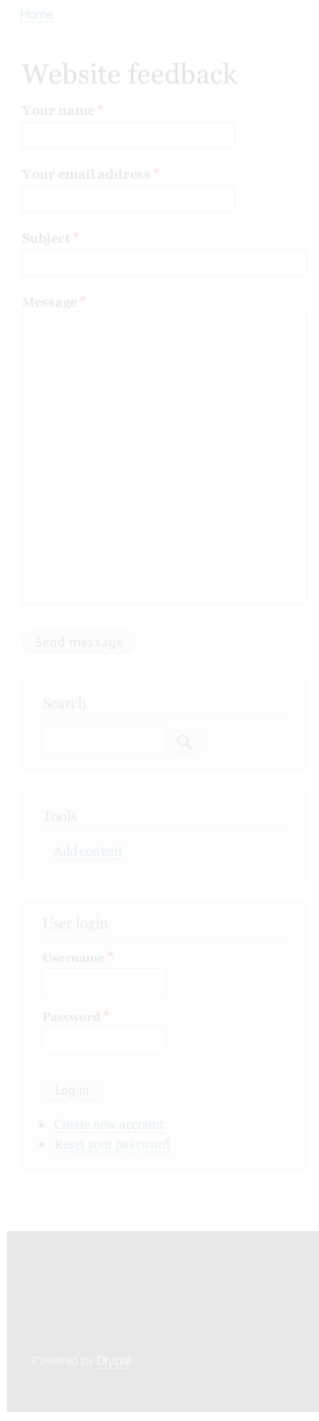 Home
Website feedback
Your name *
Your email address *
Subject *
Message *
Send message
Search
Tools
Add content
User login
Username *
Password *
Log in
Create new account
Reset your password
Powered by Drupal